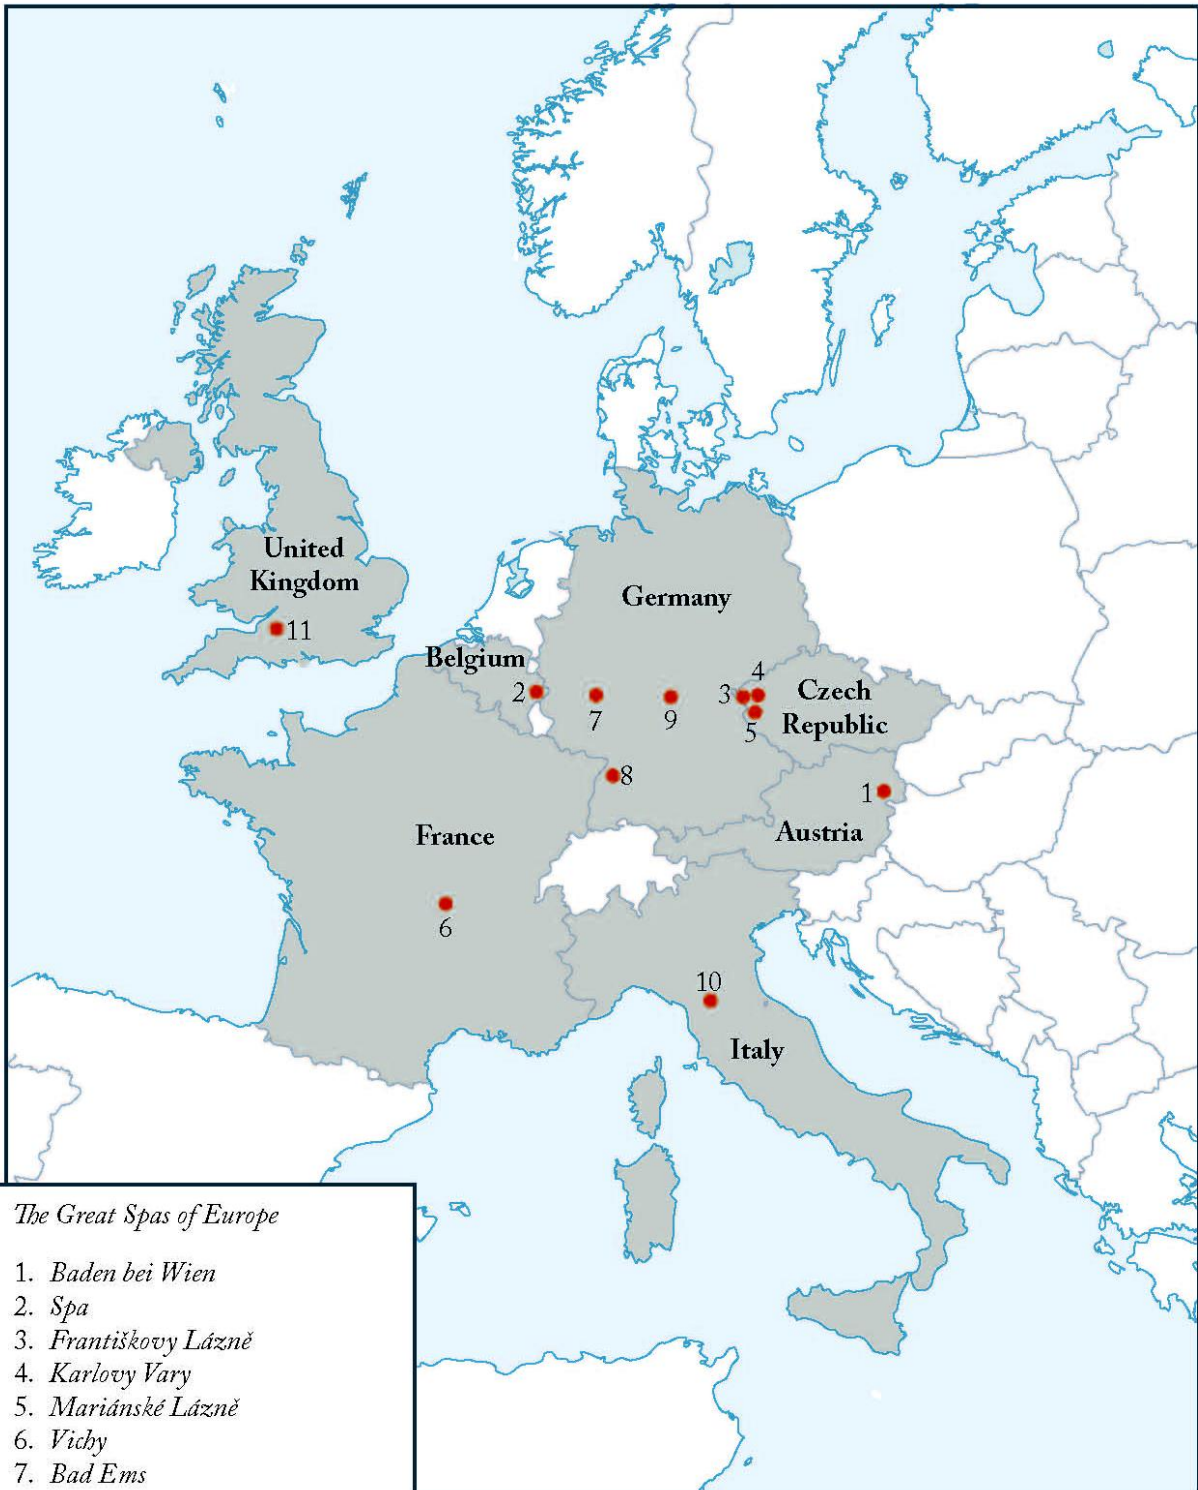 United
Kingdom
11
Germany
Belgium
2
7
9
3
4
5
Czech
Republic
8
1
Austria
France
6
10
Italy
The Great Spas of Europe
1. Baden bei Wien
2. Spa
3. Františkovy Lázně
4. Karlovy Vary
5. Mariánské Lázně
6. Vichy
7. Bad Ems